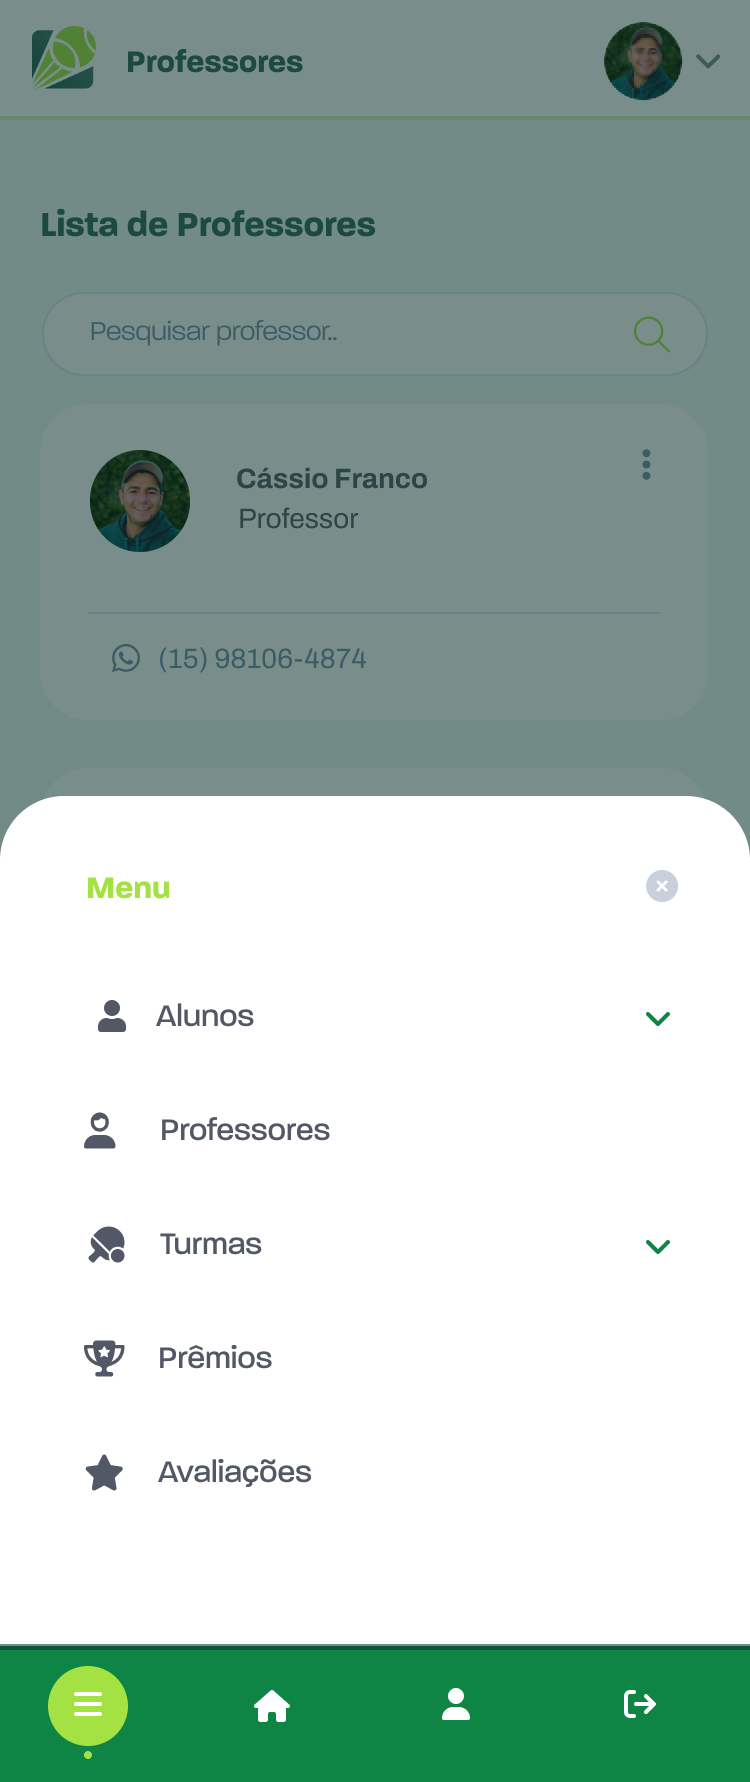 Professores
Lista de Professores
Pesquisar professor..
Cássio Franco
Professor
(15) 98106-4874
Menu
Alunos
Professores
Turmas
Prêmios
Avaliações